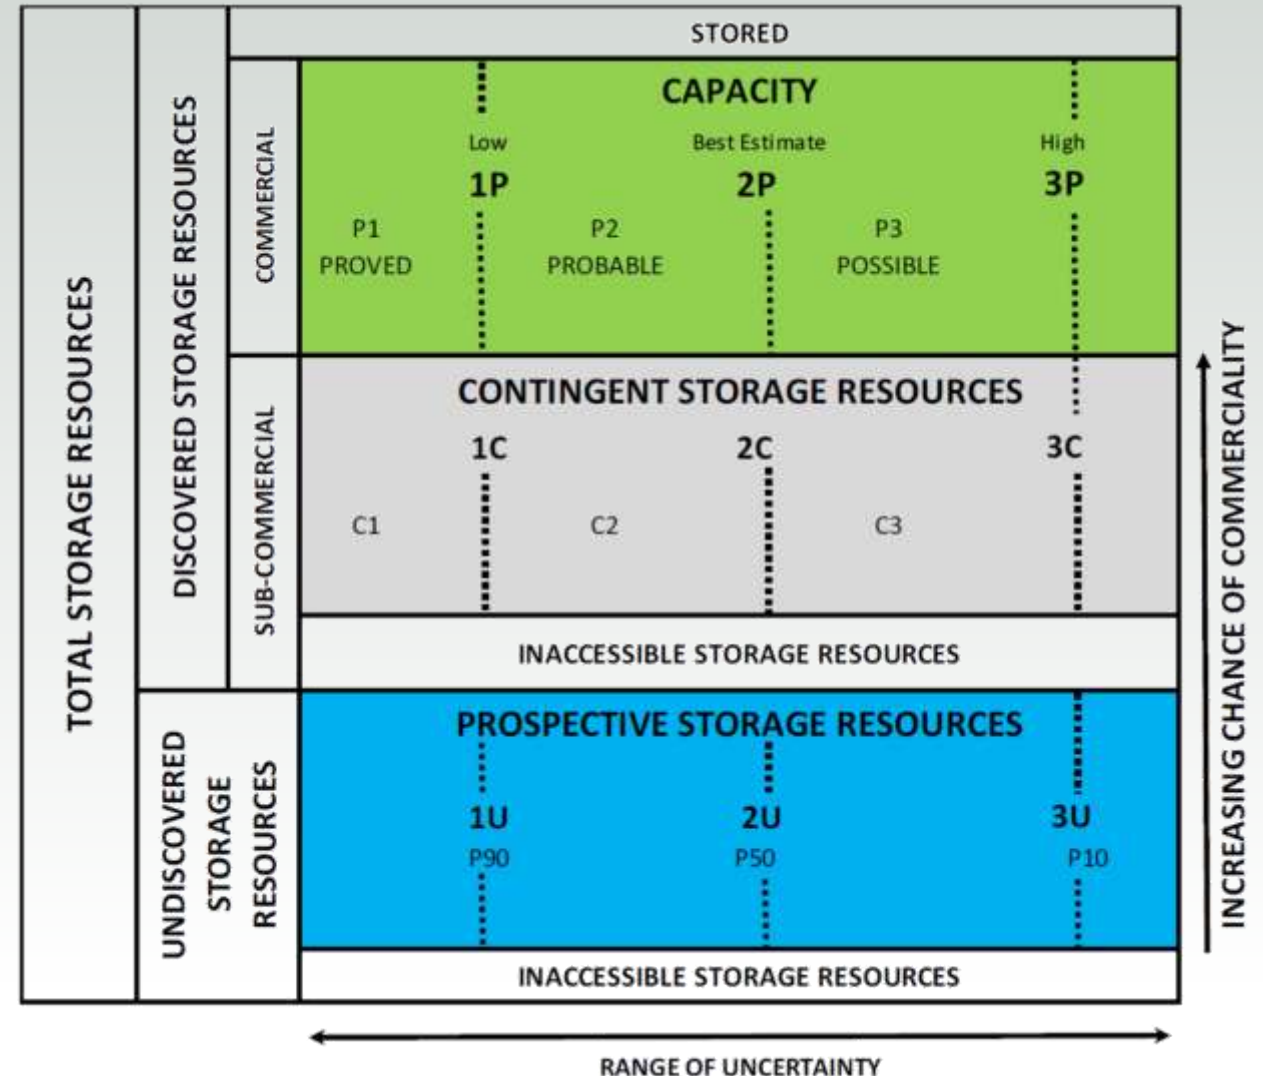 TOTAL STORAGE RESOURCES
DISCOVERED STORAGE RESOURCES
STORED
COMMERCIAL
CAPACITY
Low
Best Estimate
High
1P
2P
3P
P1
PROVED
P2
PROBABLE
P3
POSSIBLE
SUB-COMMERCIAL
CONTINGENT STORAGE RESOURCES
1C
2C
3C
C1
C2
C3
INACCESSIBLE STORAGE RESOURCES
UNDISCOVERED
STORAGE
RESOURCES
PROSPECTIVE STORAGE RESOURCES
1U
2U
3U
P90
P50
P10
INACCESSIBLE STORAGE RESOURCES
INCREASING CHANCE OF COMMERCIALITY
RANGE OF UNCERTAINTY